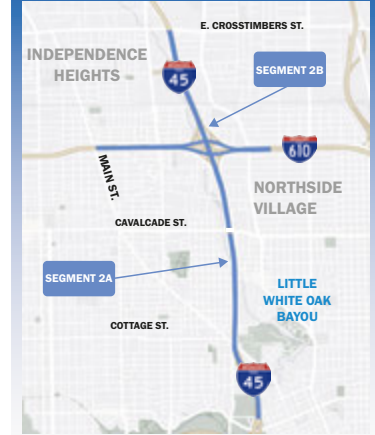 E. CROSSTIMBERS ST.
INDEPENDENCE
HEIGHTS
45
SEGMENT 2B
610
MAIN ST.
NORTHSIDE
VILLAGE
CAVALCADE ST.
SEGMENT 2A
LITTLE
WHITE OAK
BAYOU
COTTAGE ST.
45